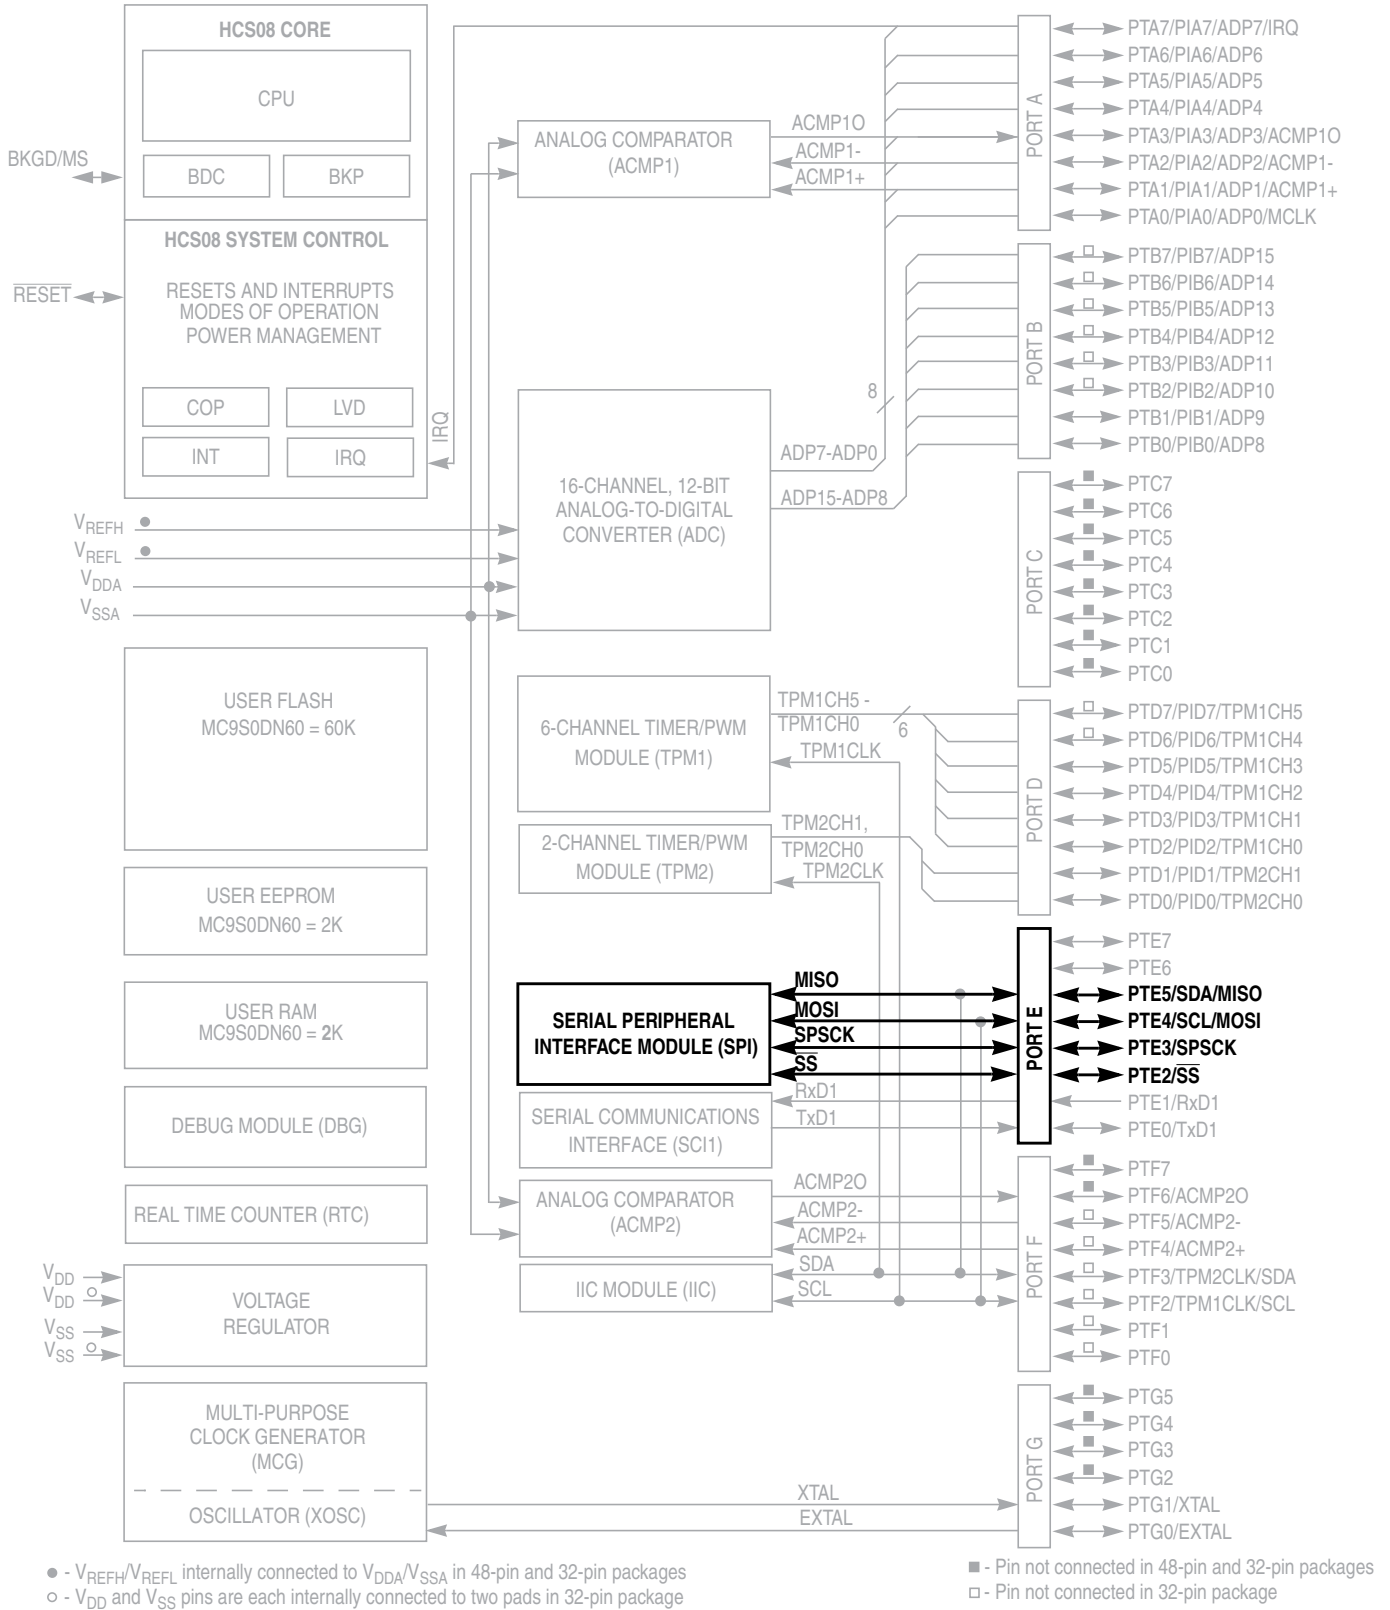 HCS08 CORE
CPU
BDC
BKP
BKGD/MS
HCS08 SYSTEM CONTROL
RESETS AND INTERRUPTS
MODES OF OPERATION
POWER MANAGEMENT
RESET
COP
LVD
INT
IRQ
IRQ
VREFH
VREFL
VDDA
VSSA
USER FLASH
MC9S0DN60 = 60K
USER EEPROM
MC9S0DN60 = 2K
USER RAM
MC9S0DN60 = 2K
DEBUG MODULE (DBG)
REAL TIME COUNTER (RTC)
VDD
VDD
VSS
VSS
VOLTAGE
REGULATOR
MULTI-PURPOSE
CLOCK GENERATOR
(MCG)
OSCILLATOR (XOSC)
ANALOG COMPARATOR
(ACMP1)
ACMP1O
ACMP1-
ACMP1+
16-CHANNEL, 12-BIT
ANALOG-TO-DIGITAL
CONVERTER (ADC)
8
ADP7-ADP0
ADP15-ADP8
6-CHANNEL TIMER/PWM
MODULE (TPM1)
TPM1CH5 -
TPM1CH0
6
TPM1CLK
2-CHANNEL TIMER/PWM
MODULE (TPM2)
TPM2CH1,
TPM2CH0
TPM2CLK
SERIAL PERIPHERAL
INTERFACE MODULE (SPI)
MISO
MOSI
SPSCK
SS
SERIAL COMMUNICATIONS
INTERFACE (SCI1)
RxD1
TxD1
ANALOG COMPARATOR
(ACMP2)
ACMP2O
ACMP2-
ACMP2+
IIC MODULE (IIC)
SDA
SCL
XTAL
EXTAL
PORT A
PTA7/PIA7/ADP7/IRQ
PTA6/PIA6/ADP6
PTA5/PIA5/ADP5
PTA4/PIA4/ADP4
PTA3/PIA3/ADP3/ACMP1O
PTA2/PIA2/ADP2/ACMP1-
PTA1/PIA1/ADP1/ACMP1+
PTA0/PIA0/ADP0/MCLK
PORT B
PTB7/PIB7/ADP15
PTB6/PIB6/ADP14
PTB5/PIB5/ADP13
PTB4/PIB4/ADP12
PTB3/PIB3/ADP11
PTB2/PIB2/ADP10
PTB1/PIB1/ADP9
PTB0/PIB0/ADP8
PORT C
PTC7
PTC6
PTC5
PTC4
PTC3
PTC2
PTC1
PTC0
PORT D
PTD7/PID7/TPM1CH5
PTD6/PID6/TPM1CH4
PTD5/PID5/TPM1CH3
PTD4/PID4/TPM1CH2
PTD3/PID3/TPM1CH1
PTD2/PID2/TPM1CH0
PTD1/PID1/TPM2CH1
PTD0/PID0/TPM2CH0
PORT E
PTE7
PTE6
PTE5/SDA/MISO
PTE4/SCL/MOSI
PTE3/SPSCK
PTE2/SS
PTE1/RxD1
PTE0/TxD1
PORT F
PTF7
PTF6/ACMP2O
PTF5/ACMP2-
PTF4/ACMP2+
PTF3/TPM2CLK/SDA
PTF2/TPM1CLK/SCL
PTF1
PTF0
PORT G
PTG5
PTG4
PTG3
PTG2
PTG1/XTAL
PTG0/EXTAL
● - VREFH/VREFL internally connected to VDDA/VSSA in 48-pin and 32-pin packages
○ - VDD and VSS pins are each internally connected to two pads in 32-pin package
■ - Pin not connected in 48-pin and 32-pin packages
□ - Pin not connected in 32-pin package